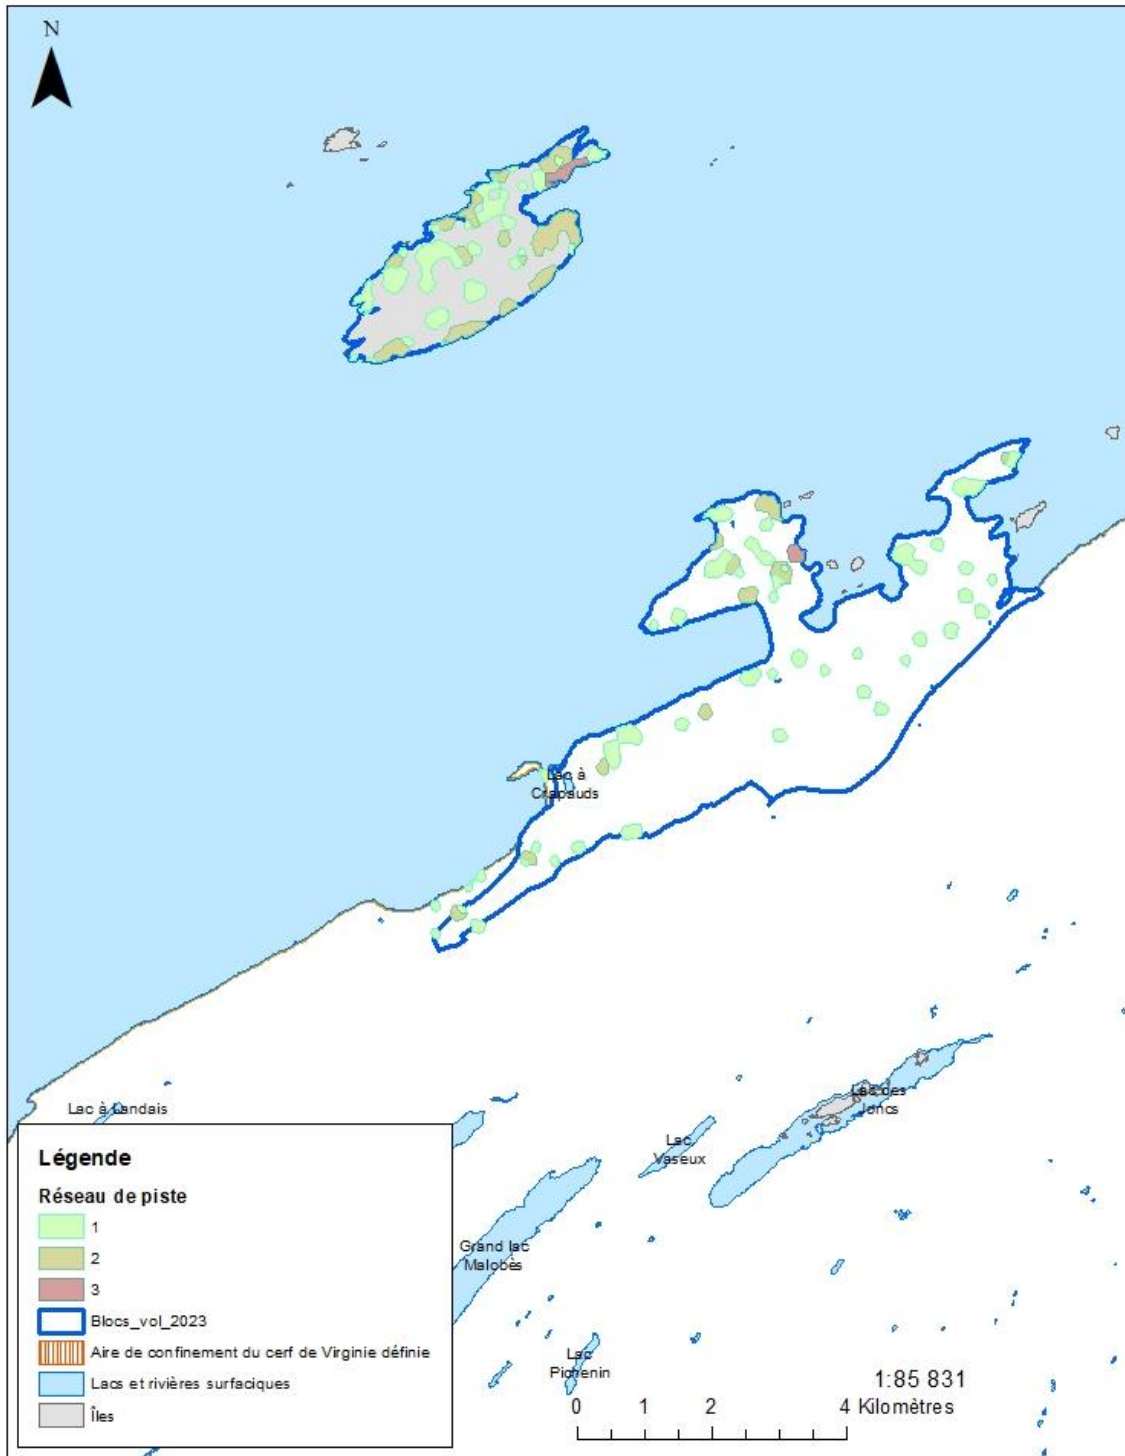 N
Lac à
Crapauds
Lac à Landais
Lac des
Joncs
Lac
Vaseux
Grand lac
Malobès
Lac
Pichenin
Légende
Réseau de piste
1
2
3
Blocs_vol_2023
Aire de confinement du cerf de Virginie définie
Lacs et rivières surfaciques
Îles
1:85 831
0 1 2 4 Kilomètres